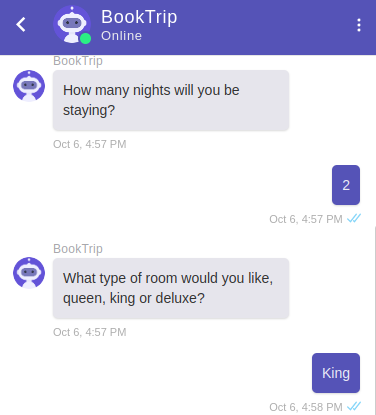 BookTrip
Online
BookTrip
How many nights will you be
staying?
Oct 6, 4:57 PM
2
Oct 6, 4:57 PM
BookTrip
What type of room would you like,
queen, king or deluxe?
Oct 6, 4:57 PM
King
Oct 6, 4:58 PM